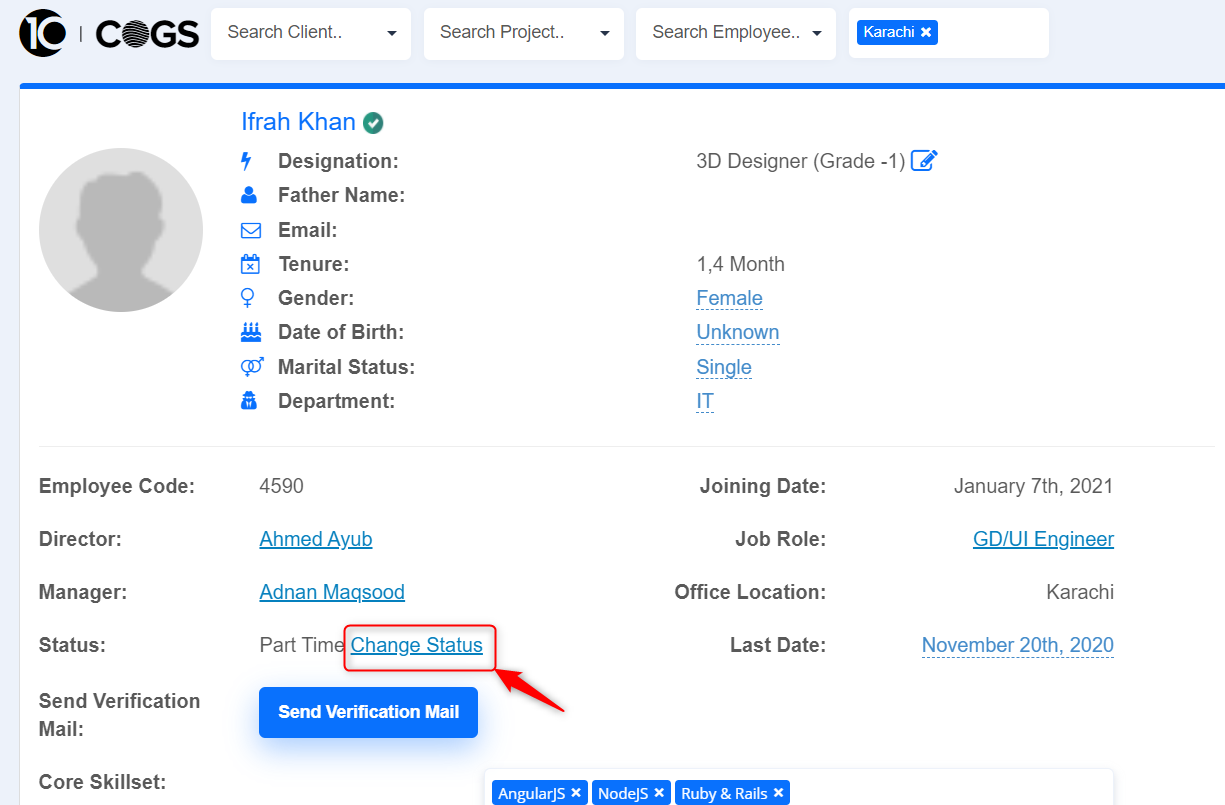 10 | COGS Search Client.. Search Project.. Search Employee.. Karachi ×
Ifrah Khan
Designation: 3D Designer (Grade -1)
Father Name:
Email:
Tenure: 1,4 Month
Gender: Female
Date of Birth: Unknown
Marital Status: Single
Department: IT
Employee Code: 4590 Joining Date: January 7th, 2021
Director: Ahmed Ayub Job Role: GD/UI Engineer
Manager: Adnan Maqsood Office Location: Karachi
Status: Part Time Change Status Last Date: November 20th, 2020
Send Verification
Mail:
Send Verification Mail
Core Skillset:
AngularJS × NodeJS × Ruby & Rails ×